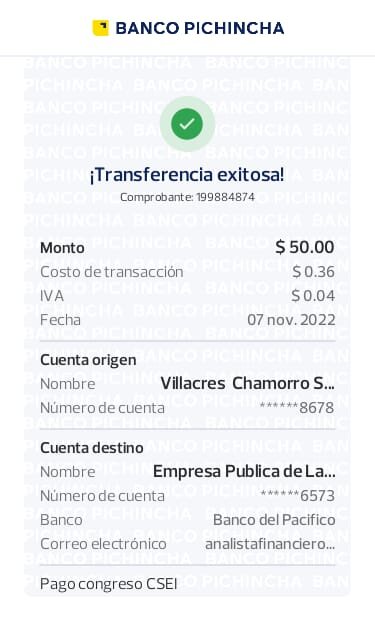 BANCO PICHINCHA
¡Transferencia exitosa!
Comprobante: 199884874
Monto $ 50.00
Costo de transacción $ 0.36
IVA $ 0.04
Fecha 07 nov. 2022
Cuenta origen
Nombre Villacres Chamorro S...
Número de cuenta ******8678
Cuenta destino
Nombre Empresa Publica de La...
Número de cuenta ******6573
Banco Banco del Pacifico
Correo electrónico analistafinanciero...
Pago congreso CSEI